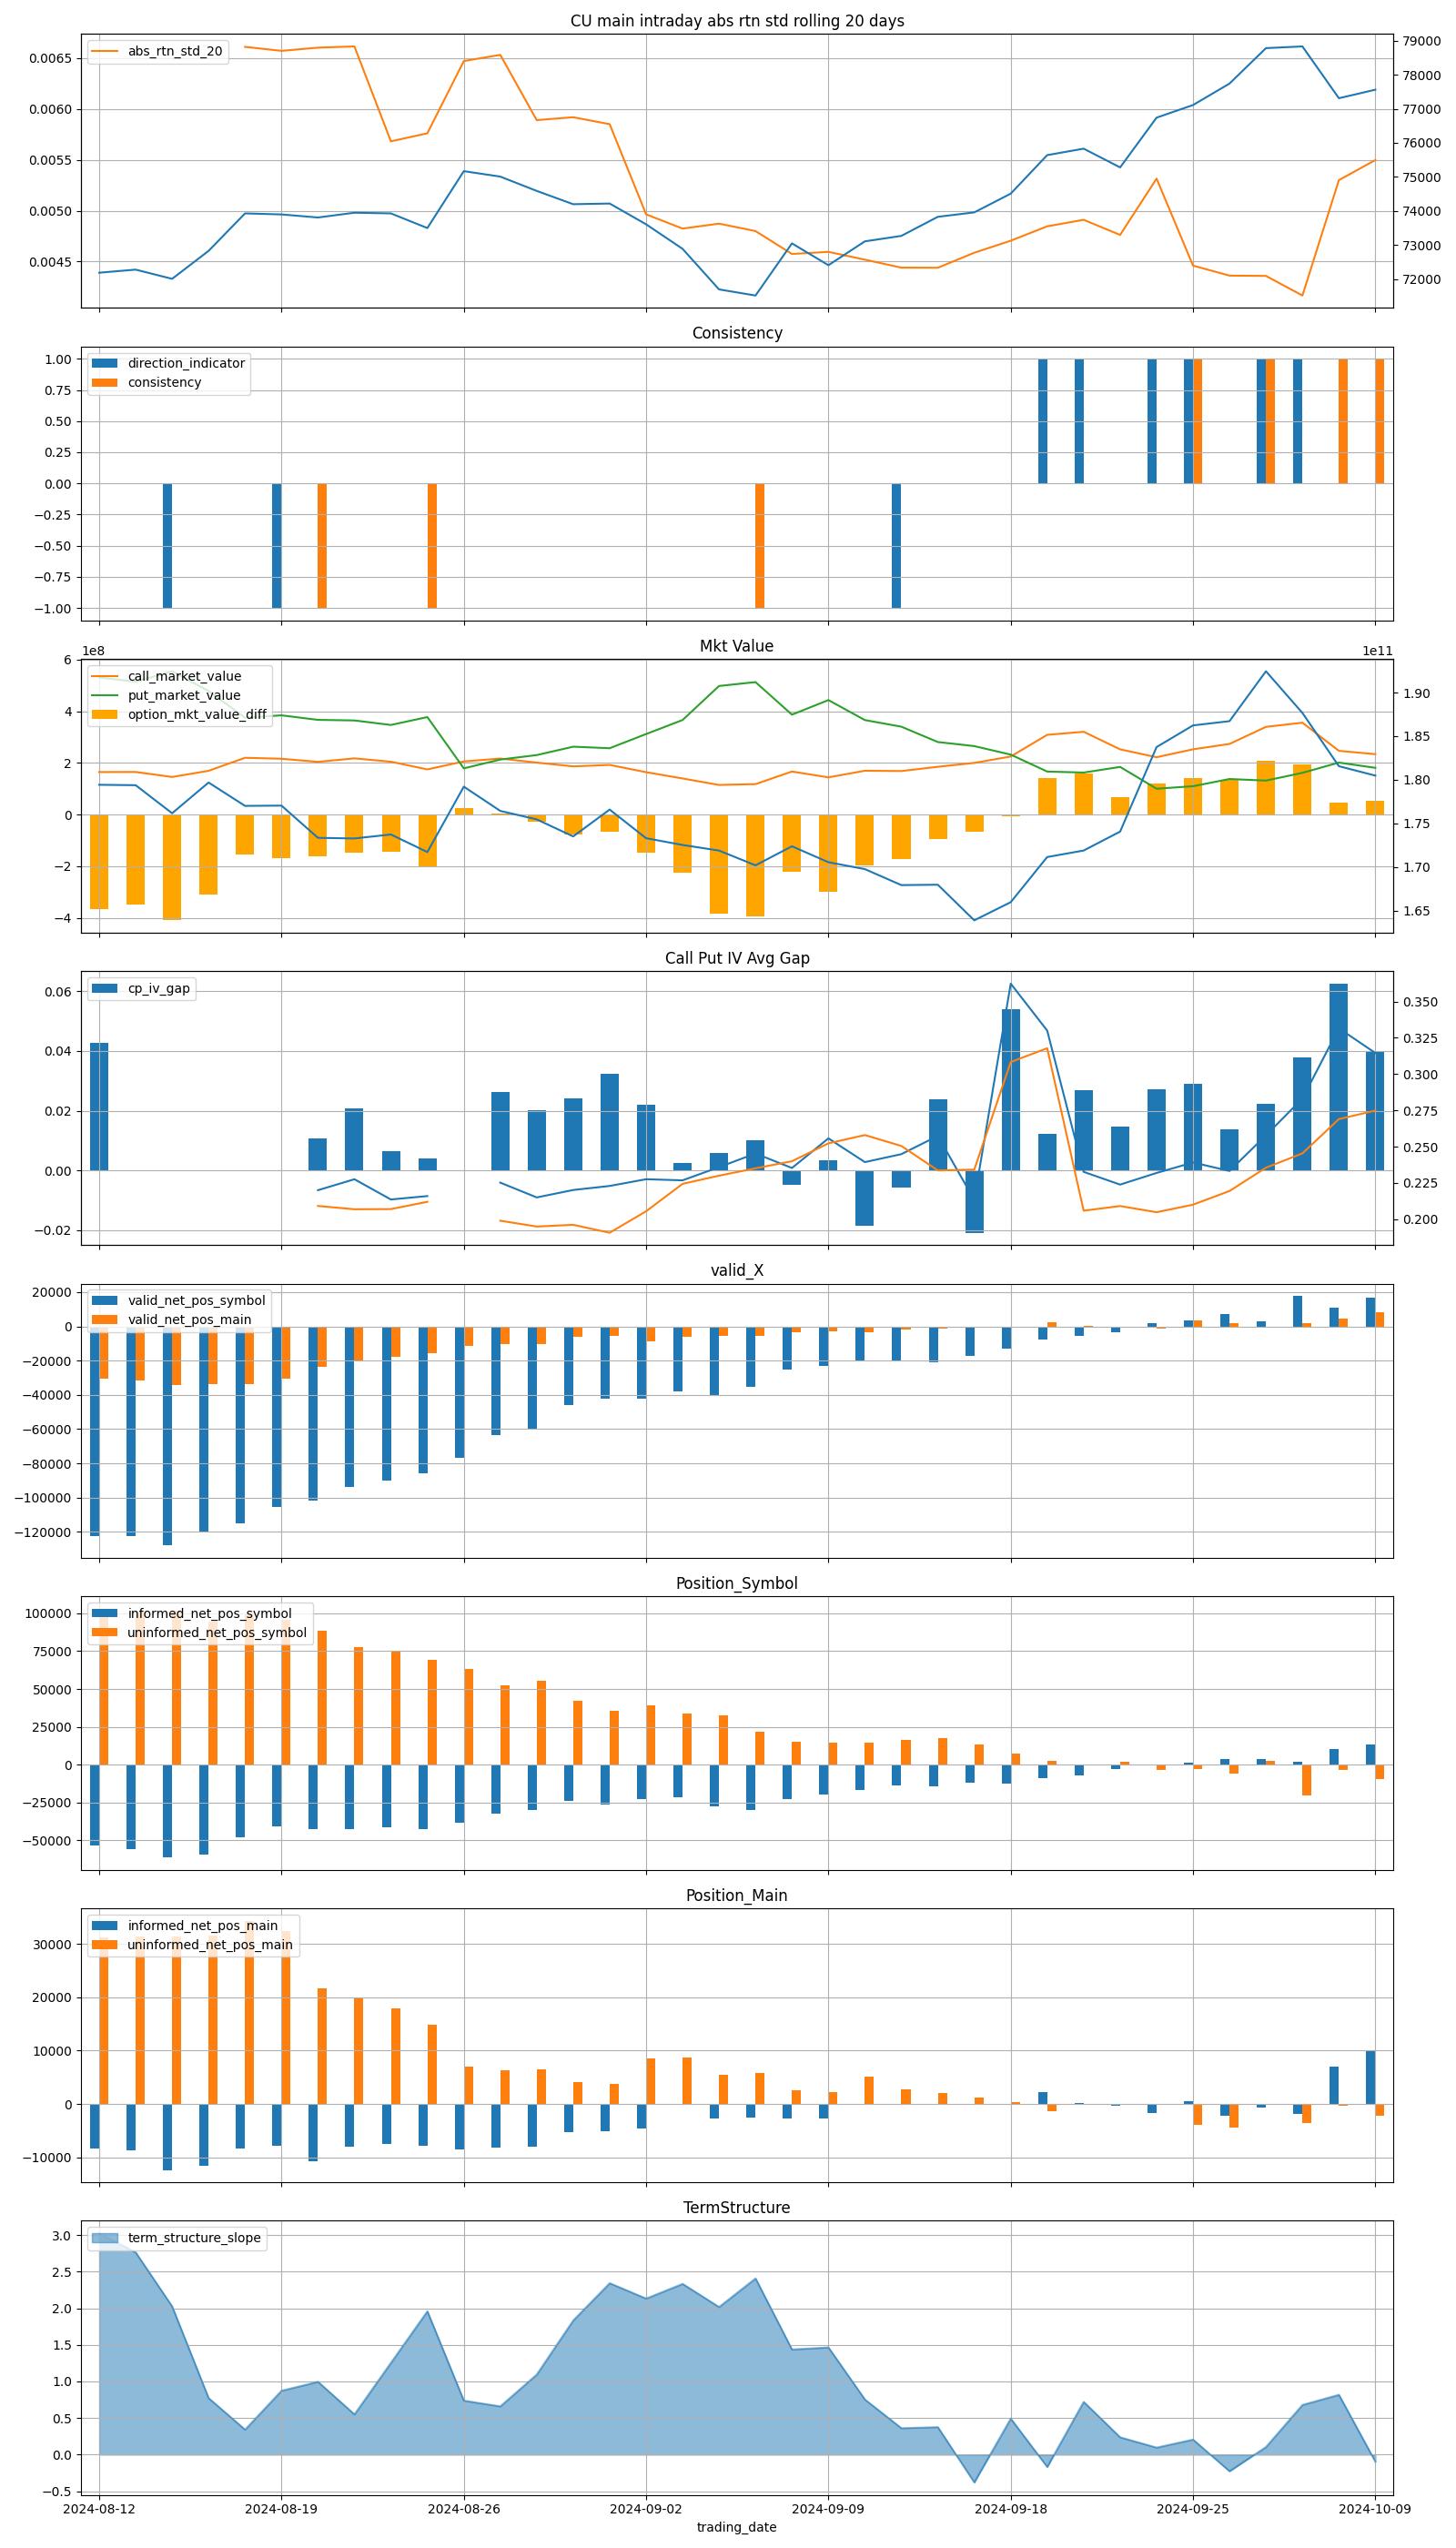 CU main intraday abs rtn std rolling 20 days
abs_rtn_std_20
0.0065
0.0060
0.0055
0.0050
0.0045
79000
78000
77000
76000
75000
74000
73000
72000
Consistency
direction_indicator
consistency
1.00
0.75
0.50
0.25
0.00
−0.25
−0.50
−0.75
−1.00
Mkt Value
1e8
1e11
call_market_value
put_market_value
option_mkt_value_diff
6
4
2
0
−2
−4
1.90
1.85
1.80
1.75
1.70
1.65
Call Put IV Avg Gap
cp_iv_gap
0.06
0.04
0.02
0.00
−0.02
0.350
0.325
0.300
0.275
0.250
0.225
0.200
valid_X
valid_net_pos_symbol
valid_net_pos_main
20000
0
−20000
−40000
−60000
−80000
−100000
−120000
Position_Symbol
informed_net_pos_symbol
uninformed_net_pos_symbol
100000
75000
50000
25000
0
−25000
−50000
Position_Main
informed_net_pos_main
uninformed_net_pos_main
30000
20000
10000
0
−10000
TermStructure
term_structure_slope
3.0
2.5
2.0
1.5
1.0
0.5
0.0
−0.5
2024-08-12 2024-08-19 2024-08-26 2024-09-02 2024-09-09 2024-09-18 2024-09-25 2024-10-09
trading_date